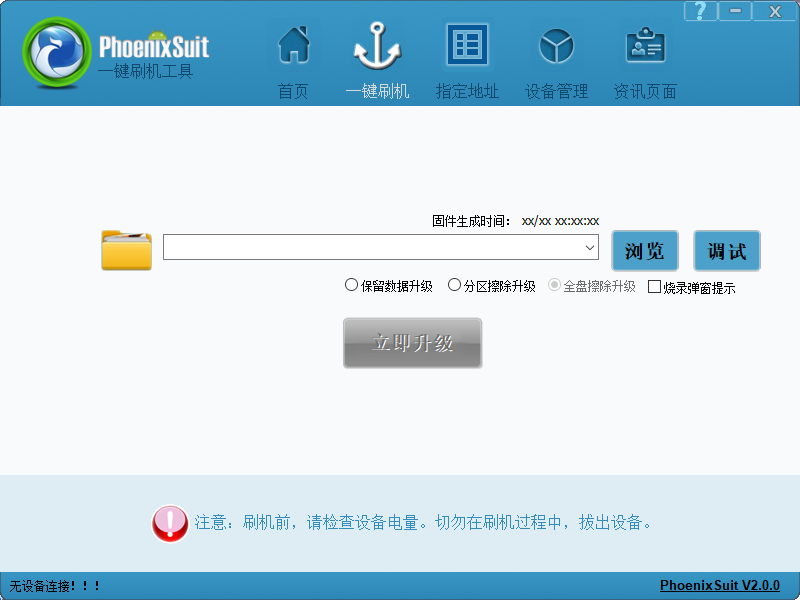 PhoenixSuit
一键刷机工具
首页
一键刷机
指定地址
设备管理
资讯页面
? — X
固件生成时间： xx/xx xx:xx:xx
浏览
调试
保留数据升级
分区擦除升级
全盘擦除升级
烧录弹窗提示
立即升级
注意：刷机前，请检查设备电量。切勿在刷机过程中，拔出设备。
无设备连接！！！
PhoenixSuit V2.0.0